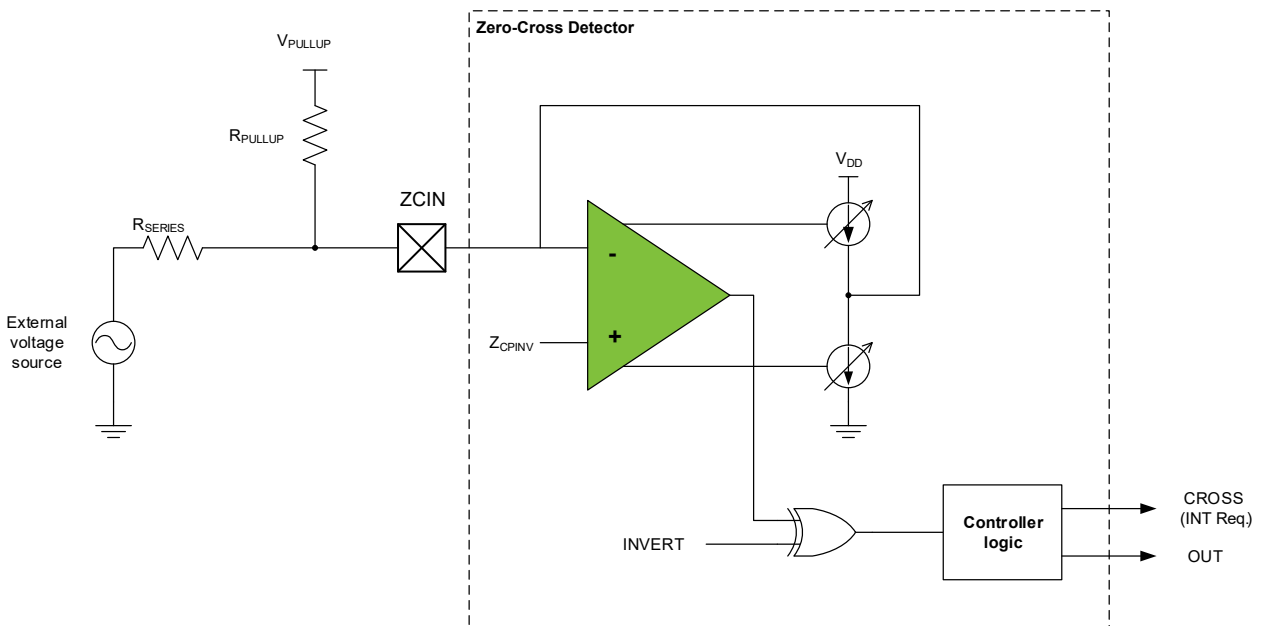 Zero-Cross Detector
VPULLUP
RPULLUP
ZCIN
VDD
RSERIES
External
voltage
source
-
+
ZCPINV
INVERT
Controller
logic
CROSS
(INT Req.)
OUT